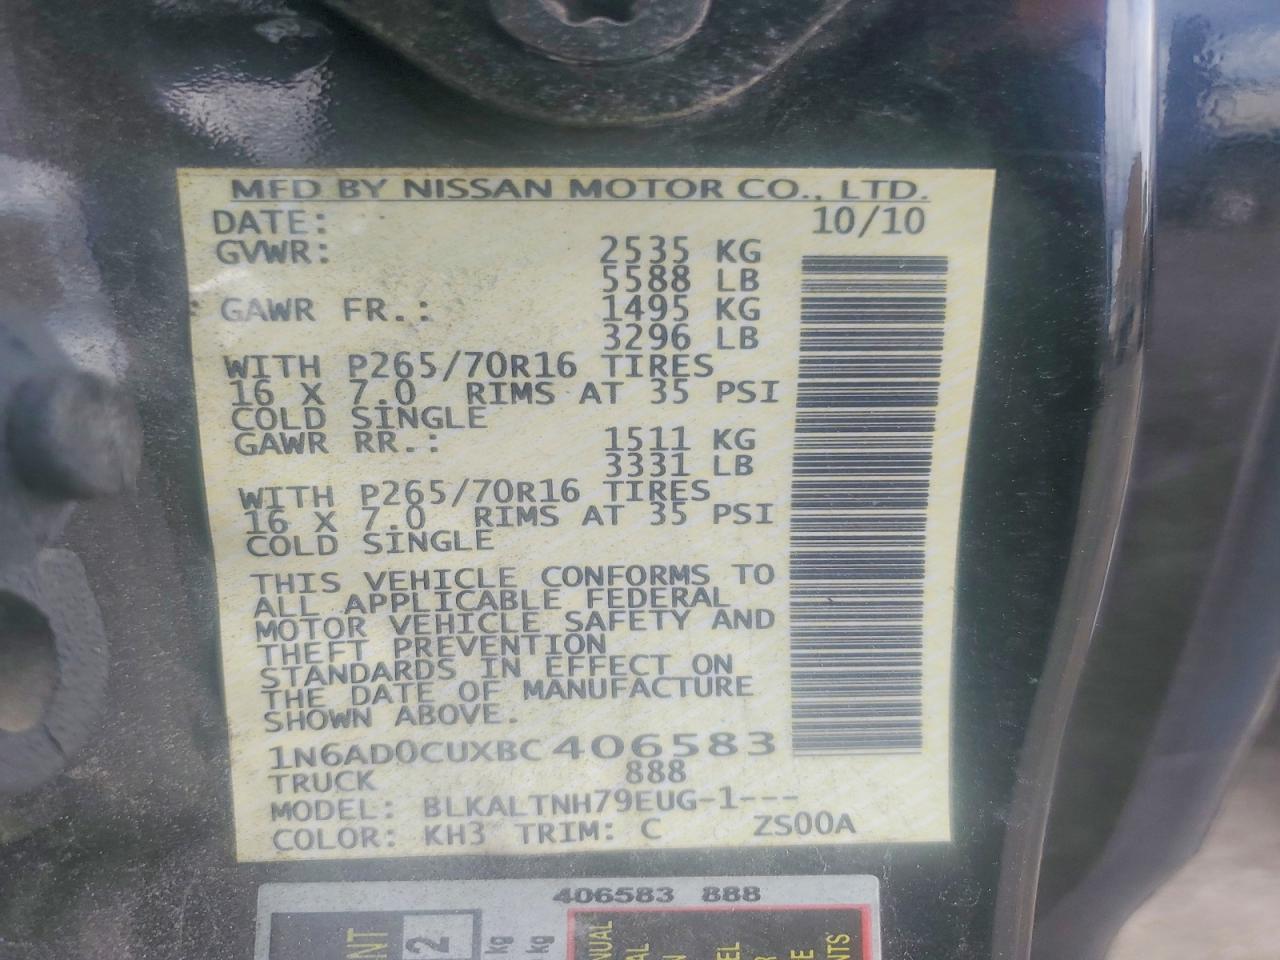 MFD BY NISSAN MOTOR CO., LTD.
DATE: 10/10
GVWR: 2535 KG
5588 LB
GAWR FR.: 1495 KG
3296 LB
WITH P265/70R16 TIRES
16 X 7.0 RIMS AT 35 PSI
COLD SINGLE
GAWR RR.: 1511 KG
3331 LB
WITH P265/70R16 TIRES
16 X 7.0 RIMS AT 35 PSI
COLD SINGLE
THIS VEHICLE CONFORMS TO
ALL APPLICABLE FEDERAL
MOTOR VEHICLE SAFETY AND
THEFT PREVENTION
STANDARDS IN EFFECT ON
THE DATE OF MANUFACTURE
SHOWN ABOVE.
1N6AD0CUXBC406583
TRUCK 888
MODEL: BLKALTNH79EUG-1---
COLOR: KH3 TRIM: C ZS00A
406583 888
2
kg
kg